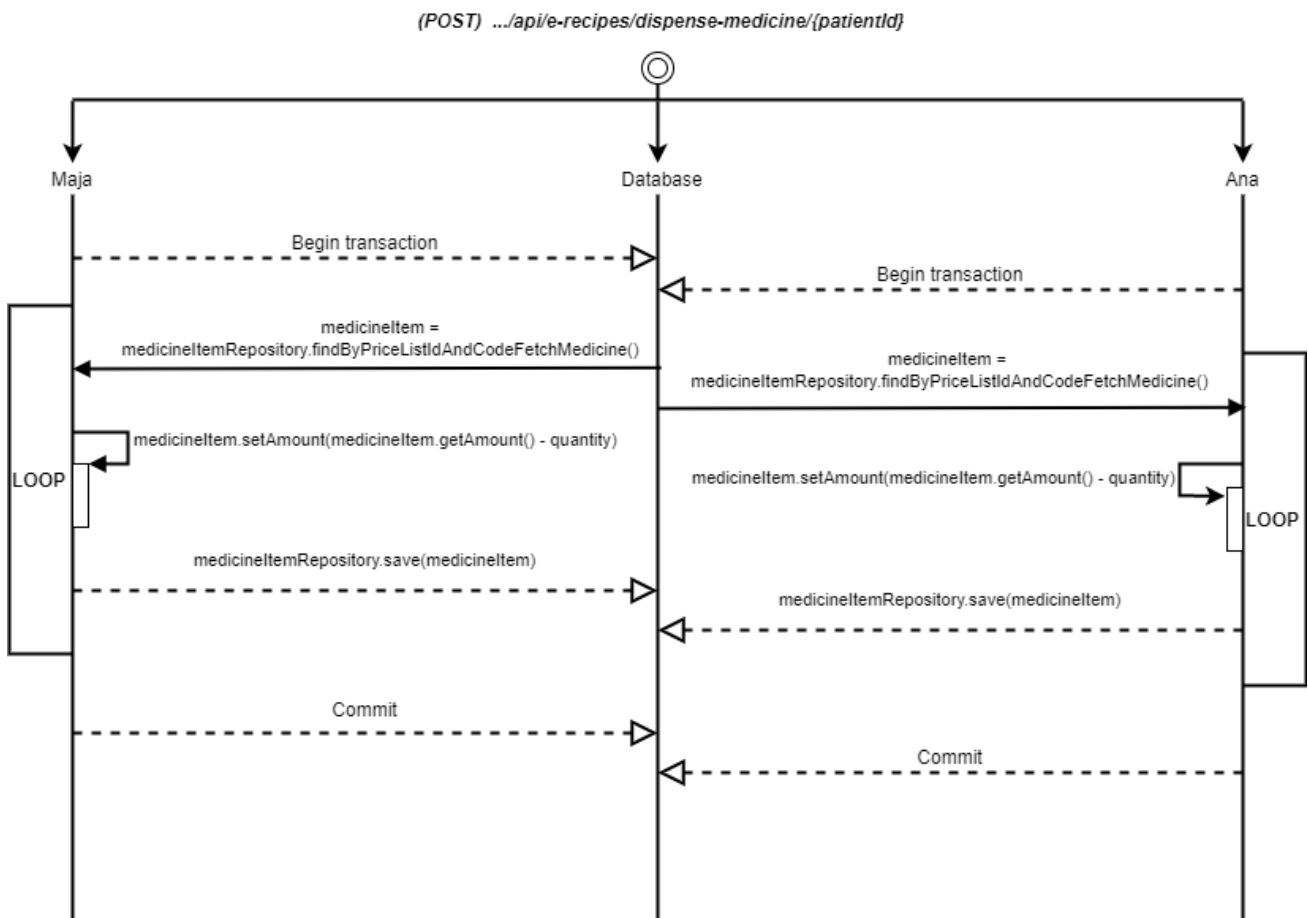 (POST) .../api/e-recipes/dispense-medicine/{patientId}
Maja
Database
Ana
Begin transaction
Begin transaction
medicineItem =
medicineItemRepository.findByPriceListIdAndCodeFetchMedicine()
medicineItem =
medicineItemRepository.findByPriceListIdAndCodeFetchMedicine()
medicineItem.setAmount(medicineItem.getAmount() - quantity)
LOOP
medicineItem.setAmount(medicineItem.getAmount() - quantity)
LOOP
medicineItemRepository.save(medicineItem)
medicineItemRepository.save(medicineItem)
Commit
Commit